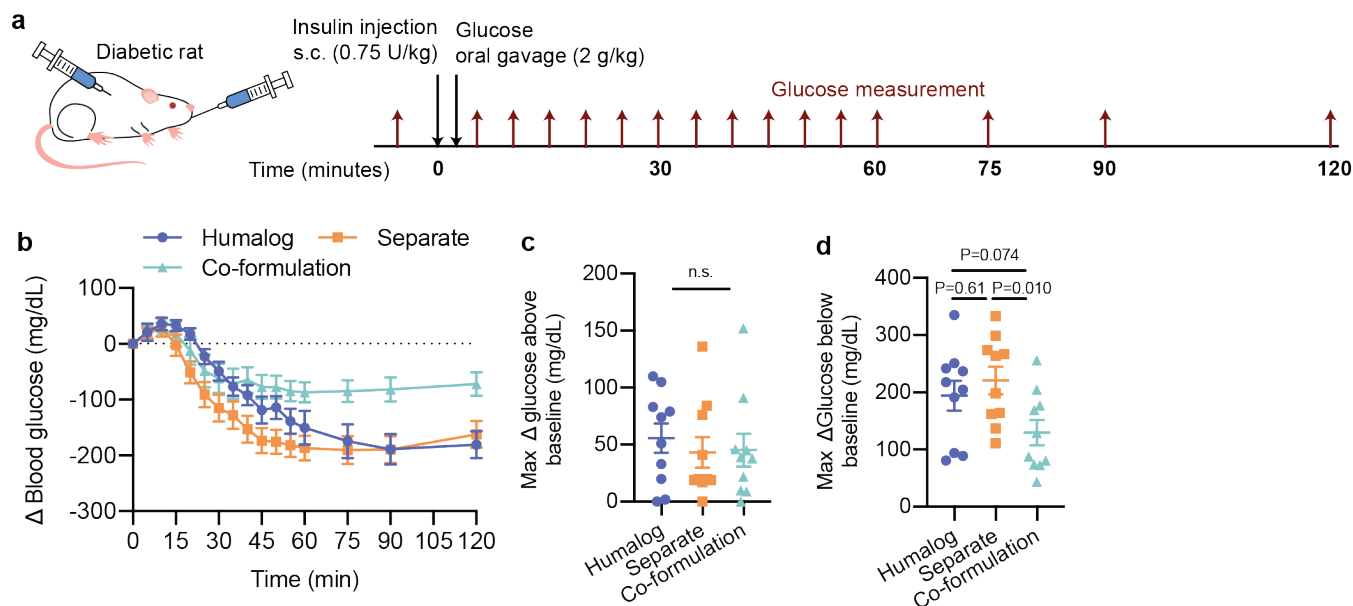 a
Diabetic rat
Insulin injection
s.c. (0.75 U/kg)
Glucose
oral gavage (2 g/kg)
Glucose measurement
Time (minutes)
0
30
60
75
90
120
b
Humalog
Separate
Co-formulation
Δ Blood glucose (mg/dL)
100
0
-100
-200
-300
0
15
30
45
60
75
90
105
120
Time (min)
c
Max Δ glucose above
baseline (mg/dL)
200
150
100
50
0
n.s.
Humalog
Separate
Co-formulation
d
Max ΔGlucose below
baseline (mg/dL)
400
300
200
100
0
P=0.074
P=0.61
P=0.010
Humalog
Separate
Co-formulation